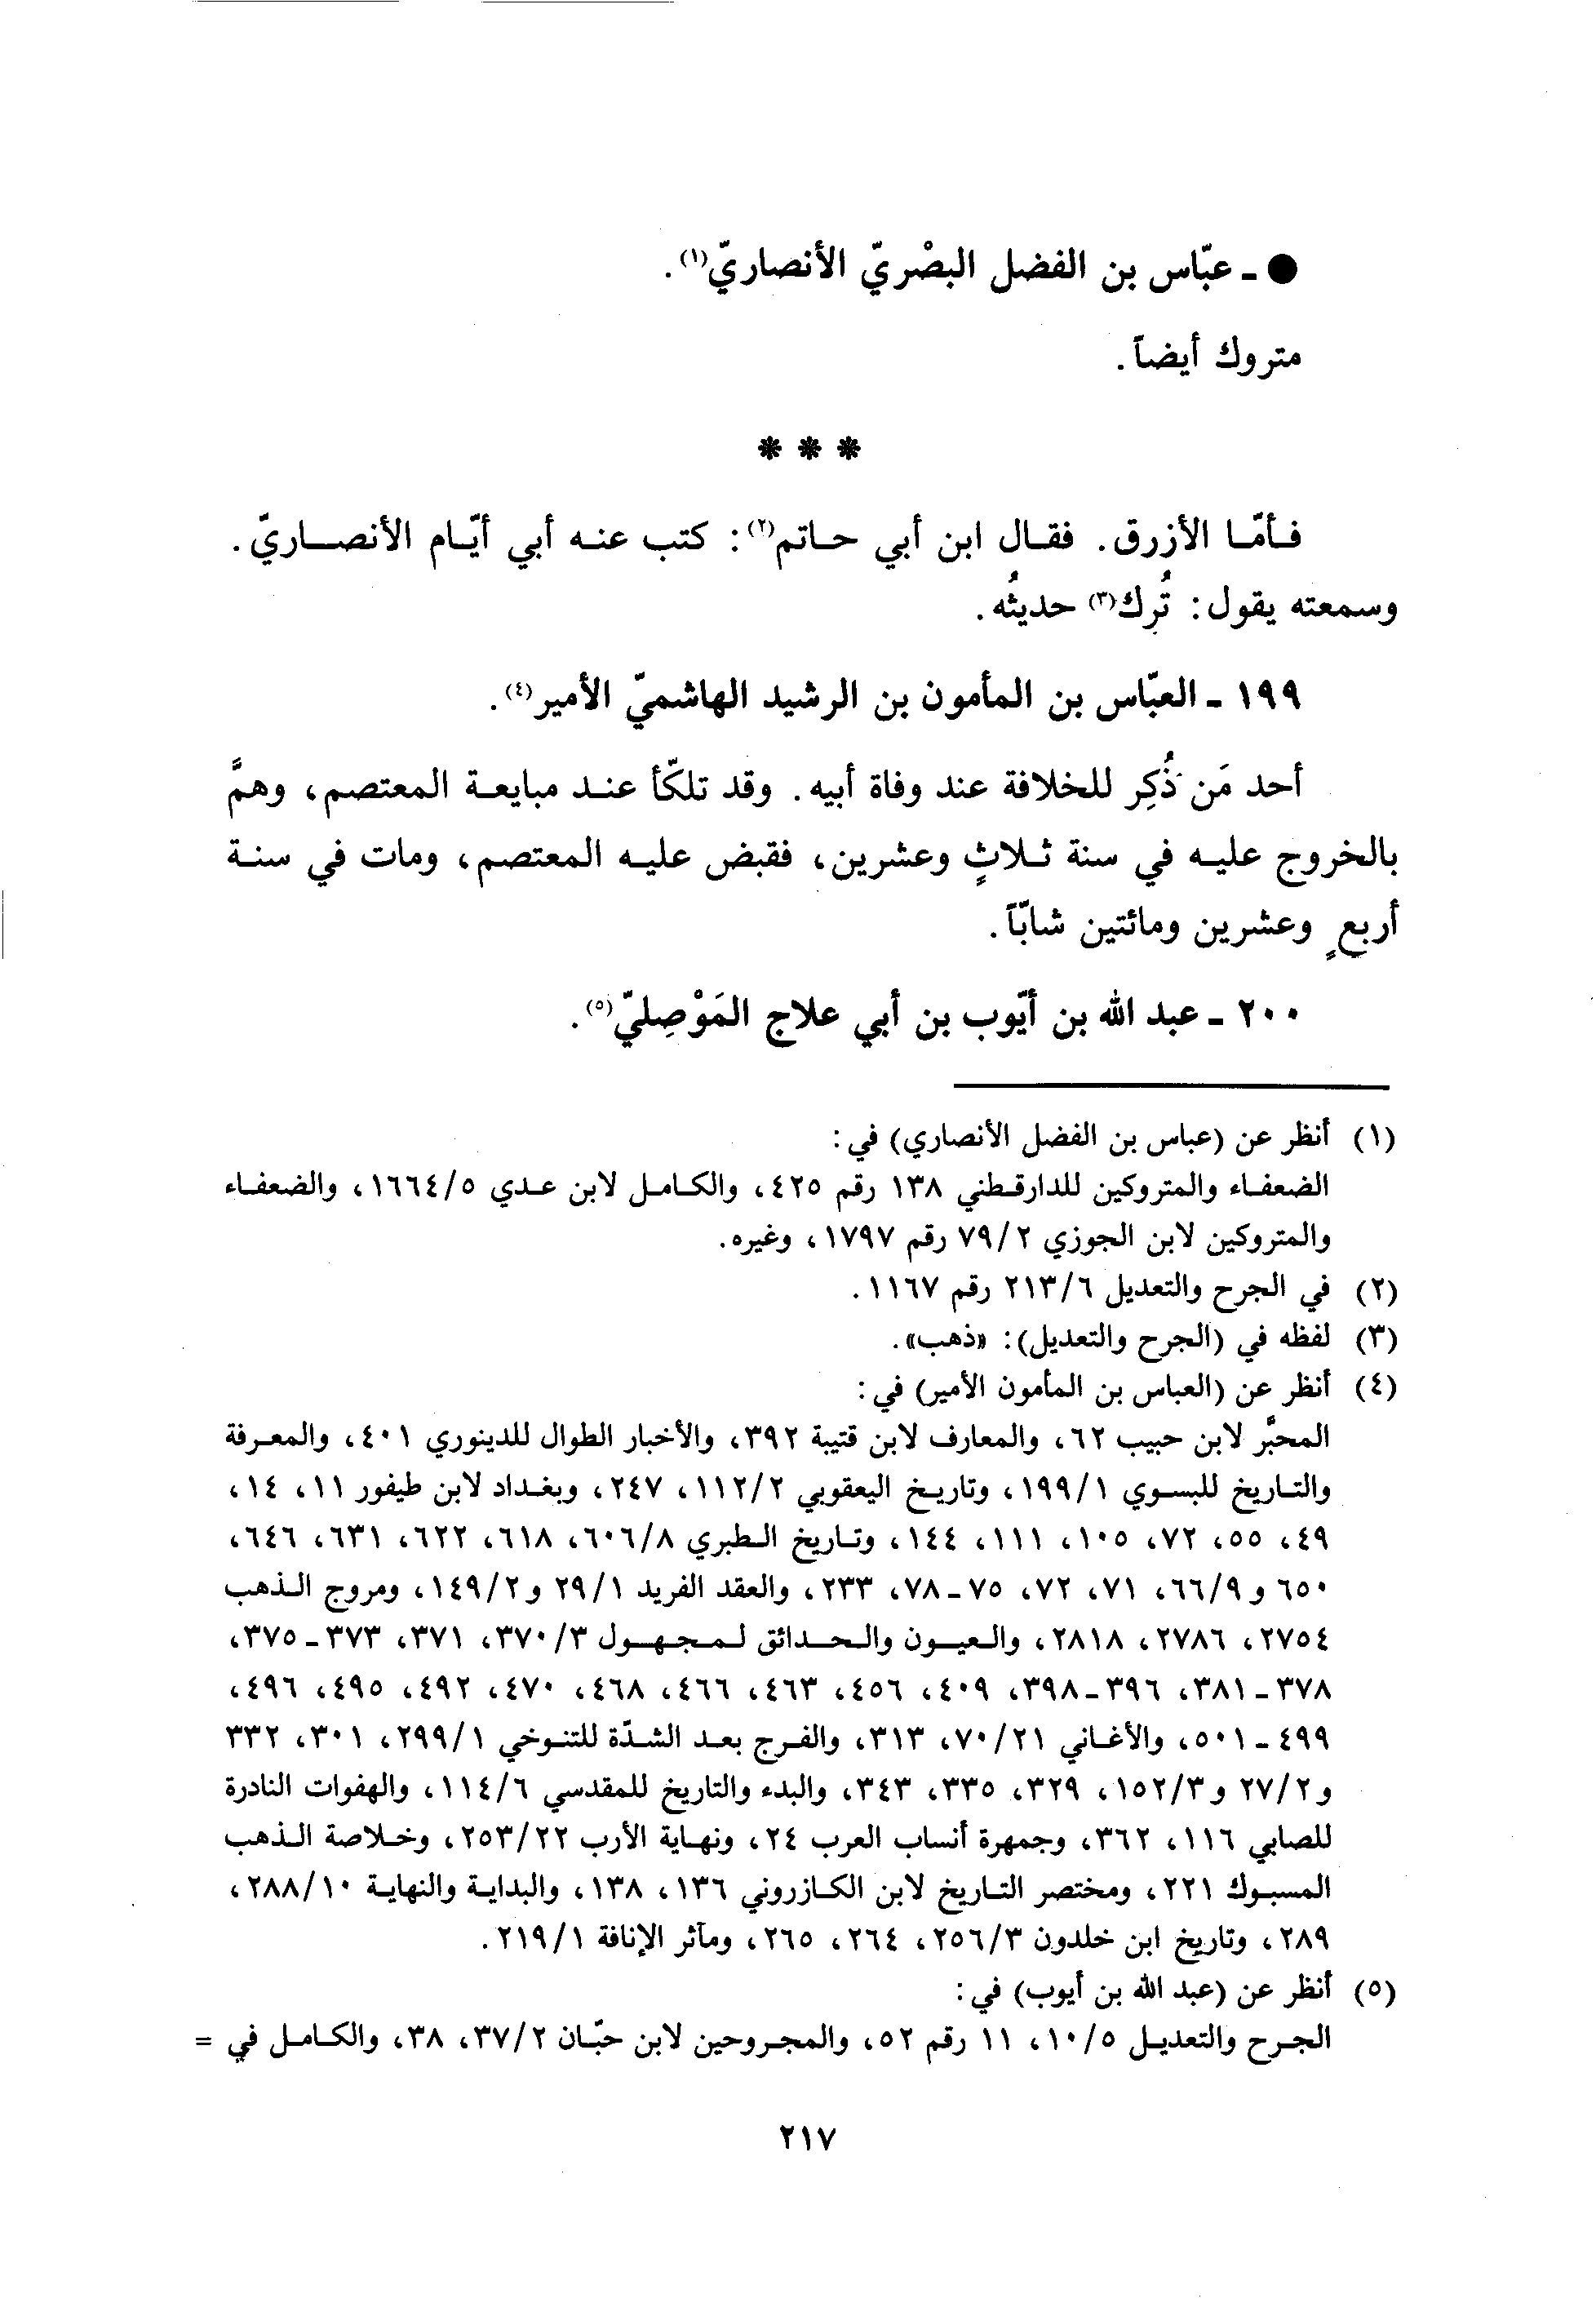 ● ـ عبّاس بن الفضل البصْريّ الأنصاريّ(١).
متروك أيضاً.
* * *
فأمّا الأزرق. فقال ابن أبي حاتم(٢): كتب عنه أبي أيّام الأنصاريّ.
وسمعته يقول: تُرِك(٣) حديثُه.
١٩٩ ـ العبّاس بن المأمون بن الرشيد الهاشميّ الأمير(٤).
أحد مَن ذُكِر للخلافة عند وفاة أبيه. وقد تلكّأ عند مبايعة المعتصم، وهمَّ
بالخروج عليه في سنة ثلاثٍ وعشرين، فقبض عليه المعتصم، ومات في سنة
أربعٍ وعشرين ومائتين شابّاً.
٢٠٠ ـ عبد الله بن أيّوب بن أبي علاج المَوْصِليّ(٥).
(١) أنظر عن (عباس بن الفضل الأنصاري) في:
الضعفاء والمتروكين للدارقطني ١٣٨ رقم ٤٢٥، والكامل لابن عدي ١٦٦٤/٥، والضعفاء
والمتروكين لابن الجوزي ٧٩/٢ رقم ١٧٩٧، وغيره.
(٢) في الجرح والتعديل ٢١٣/٦ رقم ١١٦٧.
(٣) لفظه في (الجرح والتعديل): «ذهب».
(٤) أنظر عن (العباس بن المأمون الأمير) في:
المحبَّر لابن حبيب ٦٢، والمعارف لابن قتيبة ٣٩٢، والأخبار الطوال للدينوري ٤٠١، والمعرفة
والتاريخ للبسوي ١٩٩/١، وتاريخ اليعقوبي ١١٢/٢، ٢٤٧، وبغداد لابن طيفور ١١، ١٤،
٤٩، ٥٥، ٧٢، ١٠٥، ١١١، ١٤٤، وتاريخ الطبري ٦٠٦/٨، ٦١٨، ٦٢٢، ٦٣١، ٦٤٦،
٦٥٠ و٦٦/٩، ٧١، ٧٢، ٧٥ـ٧٨، ٢٣٣، والعقد الفريد ٢٩/١ و١٤٩/٢، ومروج الذهب
٢٧٥٤، ٢٧٨٦، ٢٨١٨، والعيون والحدائق لمجهول ٣٧٠/٣، ٣٧١، ٣٧٣ـ٣٧٥،
٣٧٨ـ٣٨١، ٣٩٦ـ٣٩٨، ٤٠٩، ٤٥٦، ٤٦٣، ٤٦٦، ٤٦٨، ٤٧٠، ٤٩٢، ٤٩٥، ٤٩٦،
٤٩٩ـ٥٠١، والأغاني ٧٠/٢١، ٣١٣، والفرج بعد الشدّة للتنوخي ٢٩٩/١، ٣٠١، ٣٣٢
و٢٧/٢ و١٥٢/٣، ٣٢٩، ٣٣٥، ٣٤٣، والبدء والتاريخ للمقدسي ١١٤/٦، والهفوات النادرة
للصابي ١١٦، ٣٦٢، وجمهرة أنساب العرب ٢٤، ونهاية الأرب ٢٥٣/٢٢، وخلاصة الذهب
المسبوك ٢٢١، ومختصر التاريخ لابن الكازروني ١٣٦، ١٣٨، والبداية والنهاية ٢٨٨/١٠،
٢٨٩، وتاريخ ابن خلدون ٢٥٦/٣، ٢٦٤، ٢٦٥، ومآثر الإنافة ٢١٩/١.
(٥) أنظر عن (عبد الله بن أيوب) في:
الجرح والتعديل ١٠/٥، ١١ رقم ٥٢، والمجروحين لابن حبّان ٣٧/٢، ٣٨، والكامل في =
٢١٧